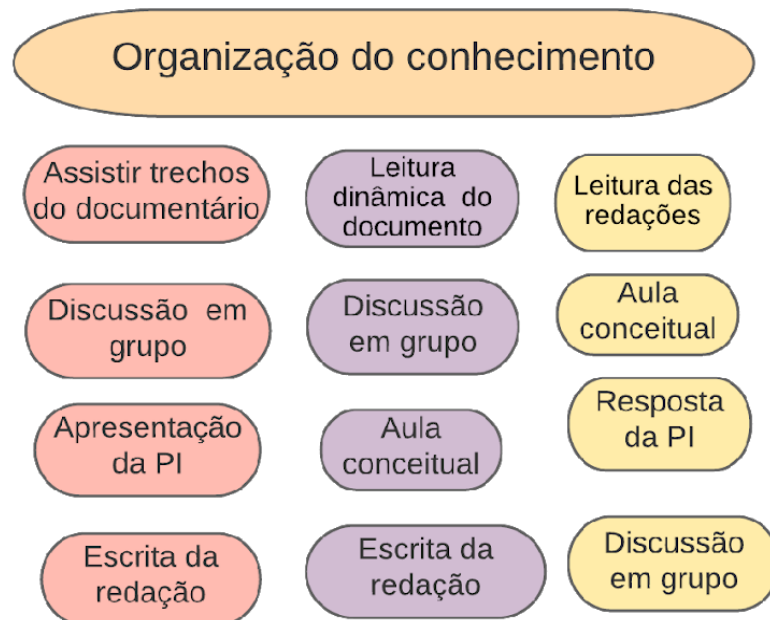 Organização do conhecimento
Assistir trechos
do documentário
Discussão em
grupo
Apresentação
da PI
Escrita da
redação
Leitura
dinâmica do
documento
Discussão
em grupo
Aula
conceitual
Escrita da
redação
Leitura das
redações
Aula
conceitual
Resposta
da PI
Discussão
em grupo